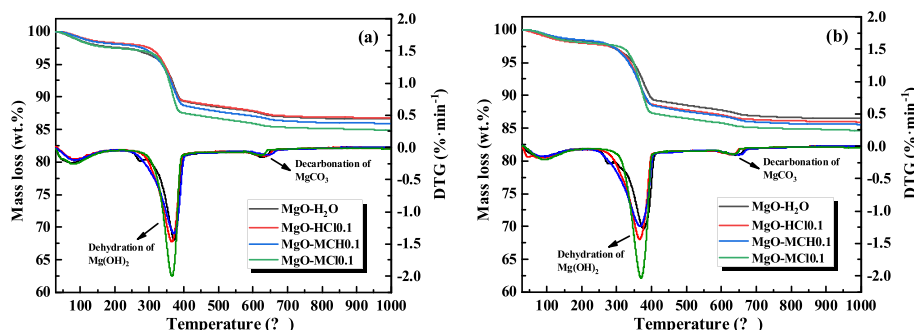 (a)
Mass loss (wt.%)
100
95
90
85
80
75
70
65
60
2.0
1.5
1.0
0.5
0.0
-0.5
-1.0
-1.5
-2.0
DTG (%·min⁻¹)
Decarbonation of
MgCO₃
Dehydration of
Mg(OH)₂
MgO-H₂O
MgO-HCl0.1
MgO-MCH0.1
MgO-MCl0.1
100 200 300 400 500 600 700 800 900 1000
Temperature (? )
(b)
Mass loss (wt.%)
100
95
90
85
80
75
70
65
60
2.0
1.5
1.0
0.5
0.0
-0.5
-1.0
-1.5
-2.0
DTG (%·min⁻¹)
Decarbonation of
MgCO₃
Dehydration of
Mg(OH)₂
MgO-H₂O
MgO-HCl0.1
MgO-MCH0.1
MgO-MCl0.1
100 200 300 400 500 600 700 800 900 1000
Temperature (? )